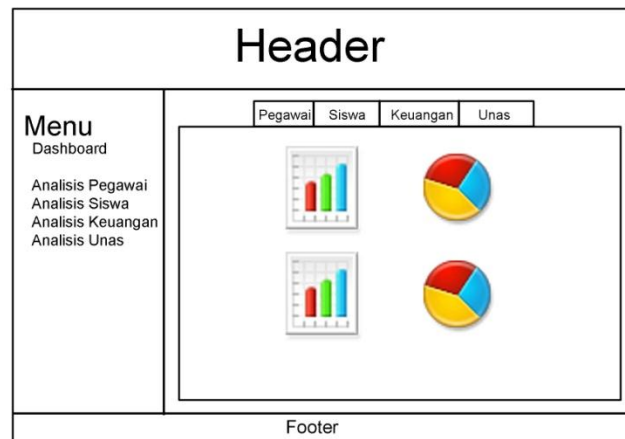 Header
Menu
Dashboard
Analisis Pegawai
Analisis Siswa
Analisis Keuangan
Analisis Unas
Pegawai Siswa Keuangan Unas
Footer